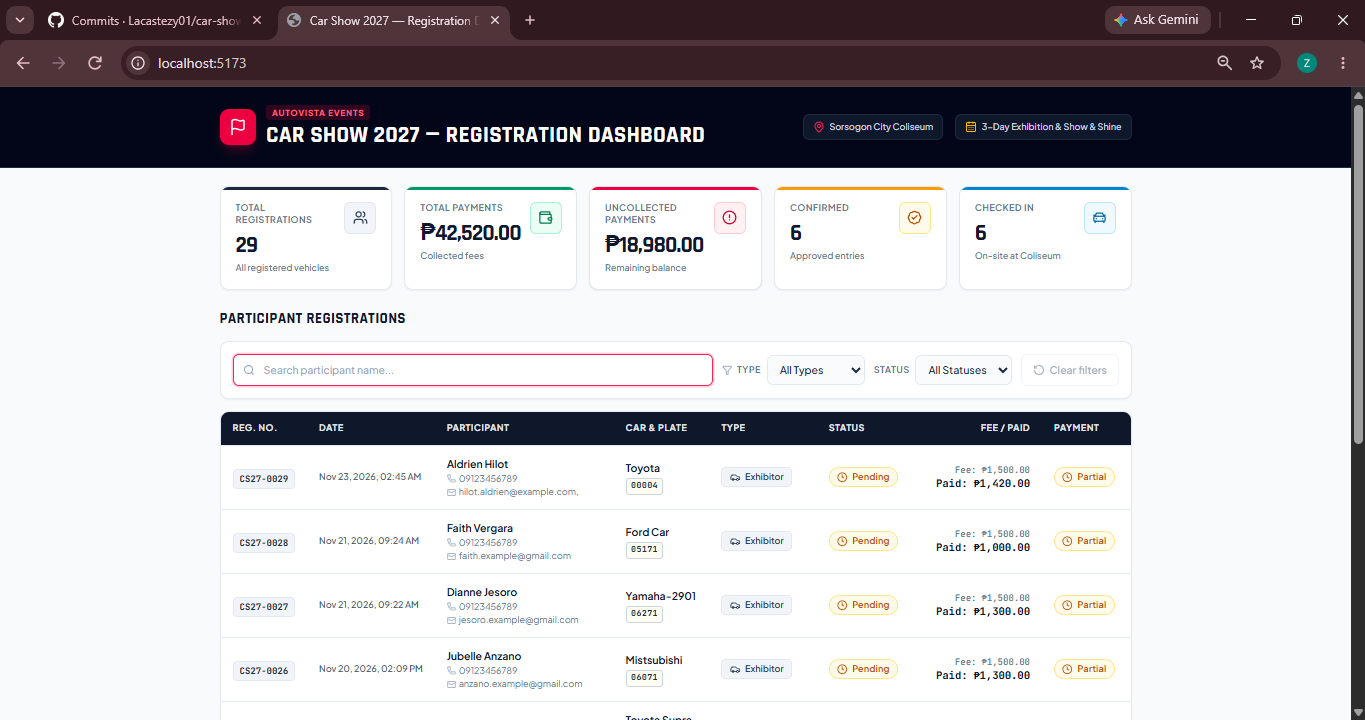 Commits · Lacastezy01/car-show
Car Show 2027 — Registration D
Ask Gemini
localhost:5173
Z
AUTOVISTA EVENTS
CAR SHOW 2027 — REGISTRATION DASHBOARD
Sorsogon City Coliseum
3-Day Exhibition & Show & Shine
TOTAL REGISTRATIONS
29
All registered vehicles
TOTAL PAYMENTS
₱42,520.00
Collected fees
UNCOLLECTED PAYMENTS
₱18,980.00
Remaining balance
CONFIRMED
6
Approved entries
CHECKED IN
6
On-site at Coliseum
PARTICIPANT REGISTRATIONS
Search participant name...
TYPE
All Types
STATUS
All Statuses
Clear filters
REG. NO. DATE PARTICIPANT CAR & PLATE TYPE STATUS FEE / PAID PAYMENT
CS27-0029
Nov 23, 2026, 02:45 AM
Aldrien Hilot
09123456789
hilot.aldrien@example.com,
Toyota
00004
Exhibitor
Pending
Fee: ₱1,500.00
Paid: ₱1,420.00
Partial
CS27-0028
Nov 21, 2026, 09:24 AM
Faith Vergara
09123456789
faith.example@gmail.com
Ford Car
05171
Exhibitor
Pending
Fee: ₱1,500.00
Paid: ₱1,000.00
Partial
CS27-0027
Nov 21, 2026, 09:22 AM
Dianne Jesoro
09123456789
jesoro.example@gmail.com
Yamaha-2901
06271
Exhibitor
Pending
Fee: ₱1,500.00
Paid: ₱1,300.00
Partial
CS27-0026
Nov 20, 2026, 02:09 PM
Jubelle Anzano
09123456789
anzano.example@gmail.com
Mistsubishi
06071
Exhibitor
Pending
Fee: ₱1,500.00
Paid: ₱1,300.00
Partial
Toyota Supra